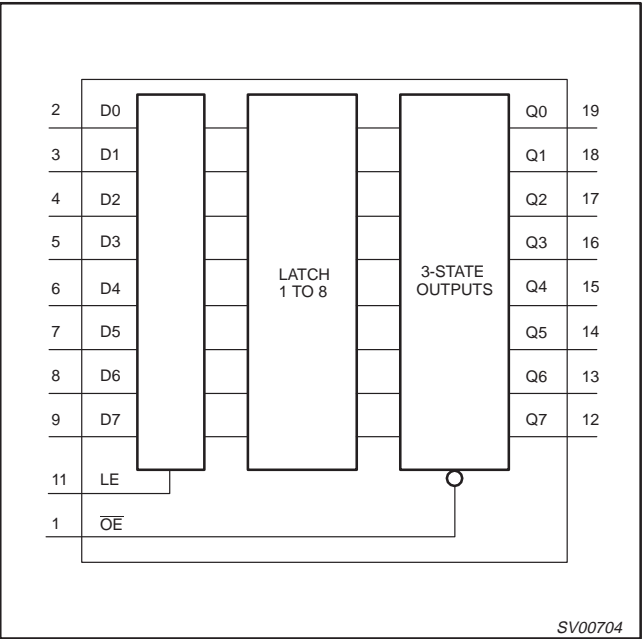 2 D0 Q0 19
3 D1 Q1 18
4 D2 Q2 17
5 D3 Q3 16
LATCH
1 TO 8
3-STATE
OUTPUTS
6 D4 Q4 15
7 D5 Q5 14
8 D6 Q6 13
9 D7 Q7 12
11 LE
1 O̅E̅
SV00704